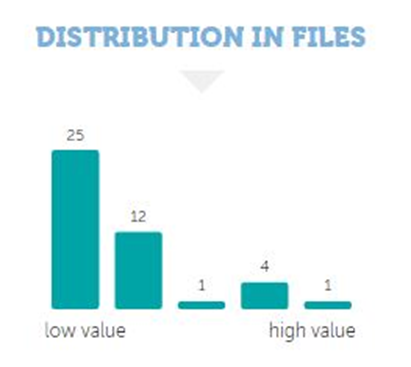 DISTRIBUTION IN FILES
25
12
1
4
1
low value
high value